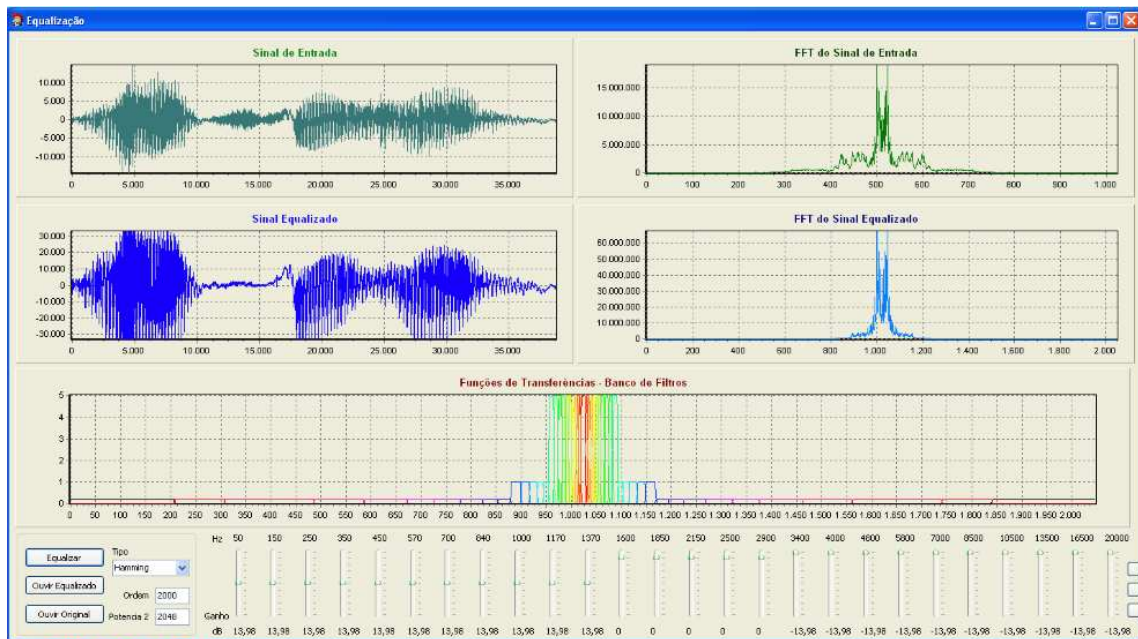 Equalização
Sinal de Entrada
10.000
5.000
0
-5.000
-10.000
0 5.000 10.000 15.000 20.000 25.000 30.000 35.000
FFT do Sinal de Entrada
15.000.000
10.000.000
5.000.000
0
0 100 200 300 400 500 600 700 800 900 1.000
Sinal Equalizado
30.000
20.000
10.000
0
-10.000
-20.000
-30.000
0 5.000 10.000 15.000 20.000 25.000 30.000 35.000
FFT do Sinal Equalizado
60.000.000
50.000.000
40.000.000
30.000.000
20.000.000
10.000.000
0
0 200 400 600 800 1.000 1.200 1.400 1.600 1.800 2.000
Funções de Transferências - Banco de Filtros
5
4
3
2
1
0
0 50 100 150 200 250 300 350 400 450 500 550 600 650 700 750 800 850 900 950 1.000 1.050 1.100 1.150 1.200 1.250 1.300 1.350 1.400 1.450 1.500 1.550 1.600 1.650 1.700 1.750 1.800 1.850 1.900 1.950 2.000
Equalizar
Ouvir Equalizado
Ouvir Original
Tipo
Hamming
Ordem 2000
Potencia 2 2048
Hz 50 150 250 350 450 570 700 840 1000 1170 1370 1600 1850 2150 2500 2900 3400 4000 4800 5800 7000 8500 10500 13500 16500 20000
Ganho
dB 13,98 13,98 13,98 13,98 13,98 13,98 13,98 13,98 13,98 13,98 13,98 0 0 0 0 0 -13,98 -13,98 -13,98 -13,98 -13,98 -13,98 -13,98 -13,98 -13,98 -13,98